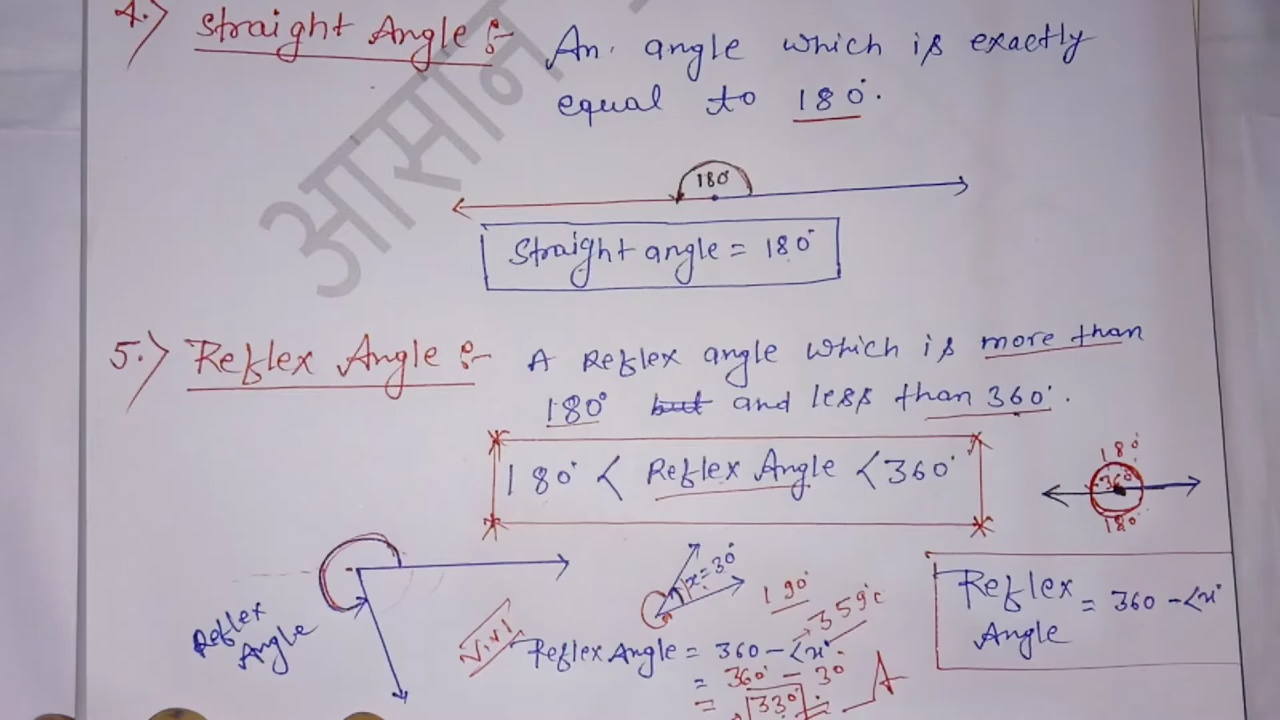 4.) Straight Angle :- An angle which is exactly
equal to 180°.
आसान
180°
Straight angle = 180°
5.) Reflex Angle :- A Reflex angle which is more than
180° but and less than 360°.
180° < Reflex Angle < 360°
180°
360°
180°
Reflex
Angle
x = 30°
190°
359°
Reflex
Angle = 360 - ∠x°
V.V.I
Reflex Angle = 360 - ∠x°
= 360° - 30
= 330°
A